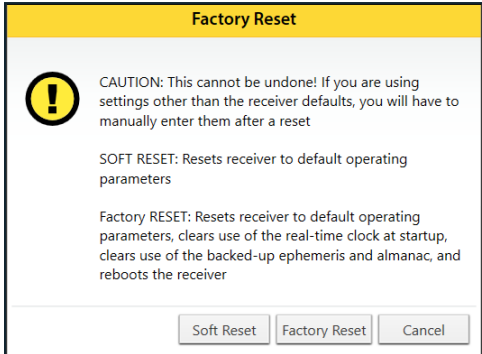 Factory Reset
CAUTION: This cannot be undone! If you are using
settings other than the receiver defaults, you will have to
manually enter them after a reset
SOFT RESET: Resets receiver to default operating
parameters
Factory RESET: Resets receiver to default operating
parameters, clears use of the real-time clock at startup,
clears use of the backed-up ephemeris and almanac, and
reboots the receiver
Soft Reset Factory Reset Cancel